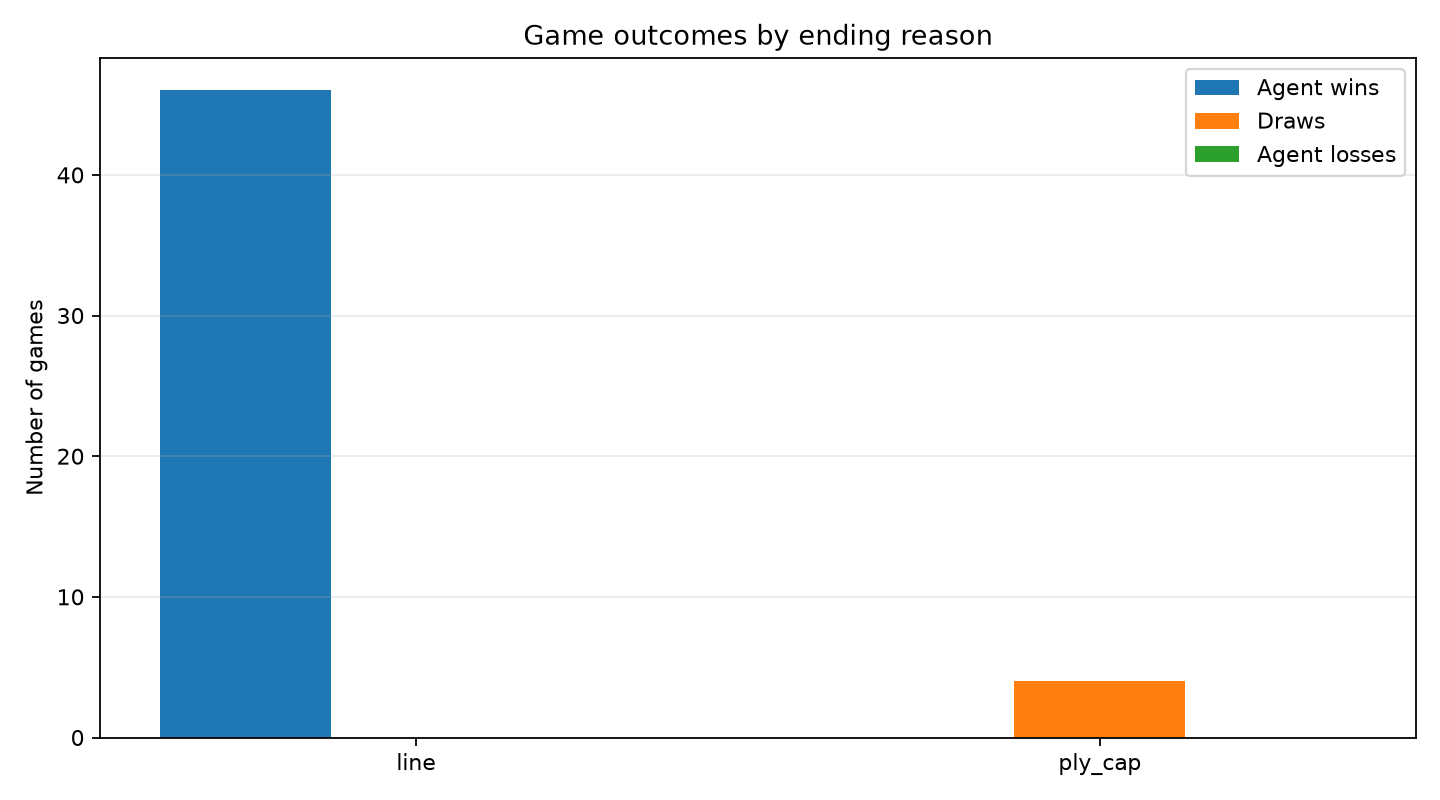 Game outcomes by ending reason
Agent wins
Draws
Agent losses
Number of games
40
30
20
10
0
line
ply_cap